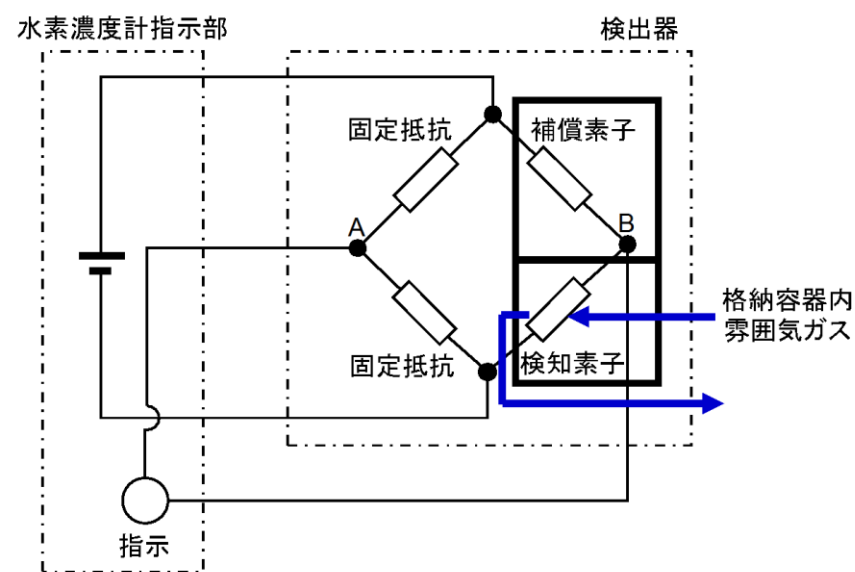 水素濃度計指示部
検出器
固定抵抗
補償素子
A
B
格納容器内
雰囲気ガス
固定抵抗
検知素子
指示